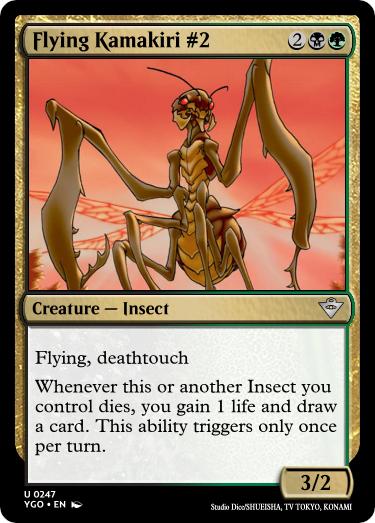 Flying Kamakiri #2 2
Creature — Insect
Flying, deathtouch
Whenever this or another Insect you
control dies, you gain 1 life and draw
a card. This ability triggers only once
per turn.
3/2
U 0247
YGO • EN
Studio Dice/SHUEISHA, TV TOKYO, KONAMI